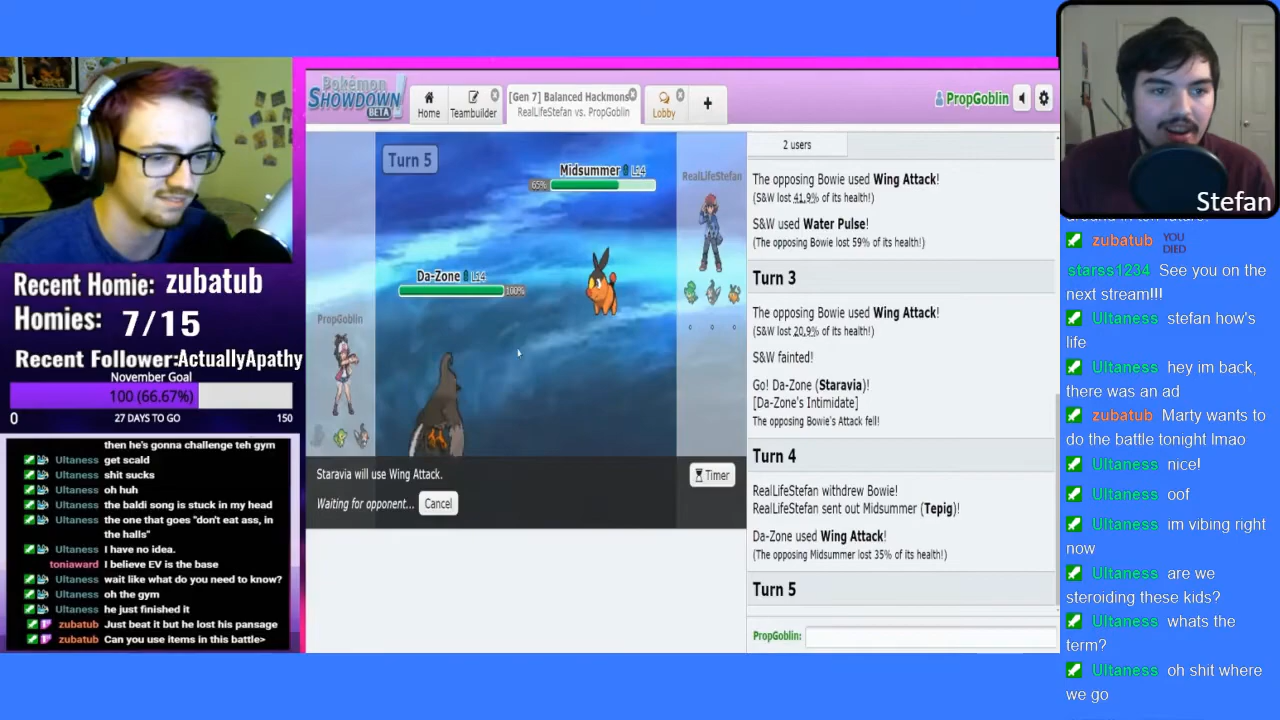 Recent Homie: zubatub
Homies: 7/15
Recent Follower:ActuallyApathy
November Goal
100 (66.67%)
0 27 DAYS TO GO 150
then he's gonna challenge teh gym
Ultaness get scald
Ultaness shit sucks
Ultaness oh huh
Ultaness the baldi song is stuck in my head
Ultaness the one that goes "don't eat ass, in
the halls"
Ultaness I have no idea.
toniaward I believe EV is the base
Ultaness wait like what do you need to know?
Ultaness oh the gym
Ultaness he just finished it
zubatub Just beat it but he lost his pansage
zubatub Can you use items in this battle>
Pokémon
SHOWDOWN!
BETA
Home
Teambuilder
[Gen 7] Balanced Hackmons
RealLifeStefan vs. PropGoblin
Lobby
PropGoblin
Turn 5
Midsummer L14
65%
RealLifeStefan
Da-Zone L14
100%
PropGoblin
Staravia will use Wing Attack.
Timer
Waiting for opponent... Cancel
2 users
The opposing Bowie used Wing Attack!
(S&W lost 41.9% of its health!)
S&W used Water Pulse!
(The opposing Bowie lost 59% of its health!)
Turn 3
The opposing Bowie used Wing Attack!
(S&W lost 20.9% of its health!)
S&W fainted!
Go! Da-Zone (Staravia)!
[Da-Zone's Intimidate]
The opposing Bowie's Attack fell!
Turn 4
RealLifeStefan withdrew Bowie!
RealLifeStefan sent out Midsummer (Tepig)!
Da-Zone used Wing Attack!
(The opposing Midsummer lost 35% of its health!)
Turn 5
PropGoblin:
Stefan
zubatub YOU
DIED
starss1234 See you on the
next stream!!!
Ultaness stefan how's
life
Ultaness hey im back,
there was an ad
zubatub Marty wants to
do the battle tonight lmao
Ultaness nice!
Ultaness oof
Ultaness im vibing right
now
Ultaness are we
steroiding these kids?
Ultaness whats the
term?
Ultaness oh shit where
we go